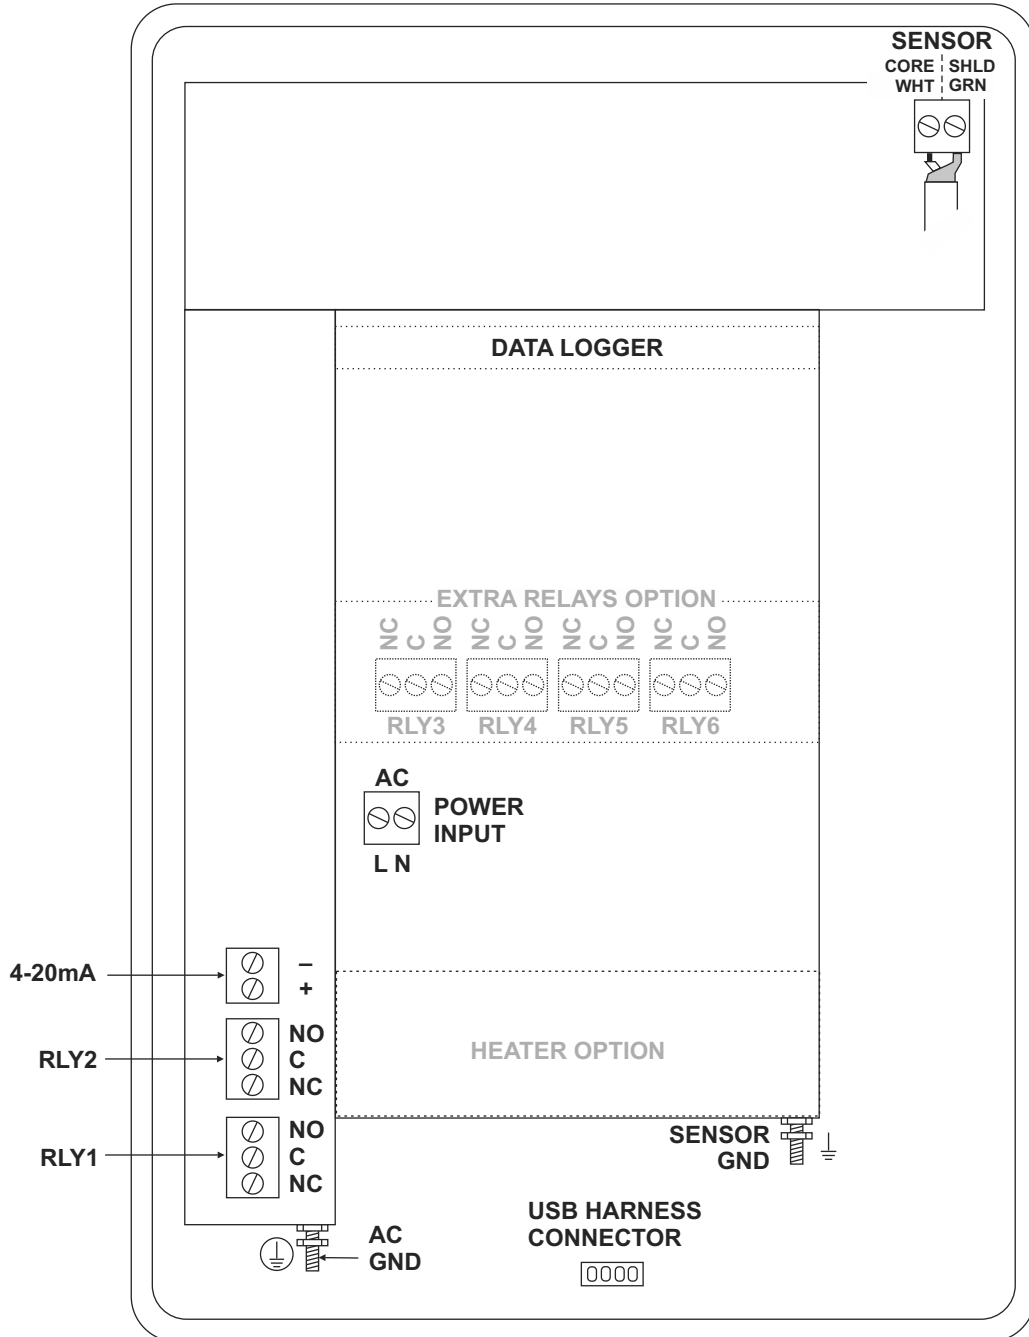 SENSOR
CORE SHLD
WHT GRN
DATA LOGGER
EXTRA RELAYS OPTION
NC C NO NC C NO NC C NO NC C NO
RLY3 RLY4 RLY5 RLY6
AC
POWER
INPUT
L N
4-20mA
–
+
RLY2
NO
C
NC
HEATER OPTION
RLY1
NO
C
NC
SENSOR
GND
AC
GND
USB HARNESS
CONNECTOR